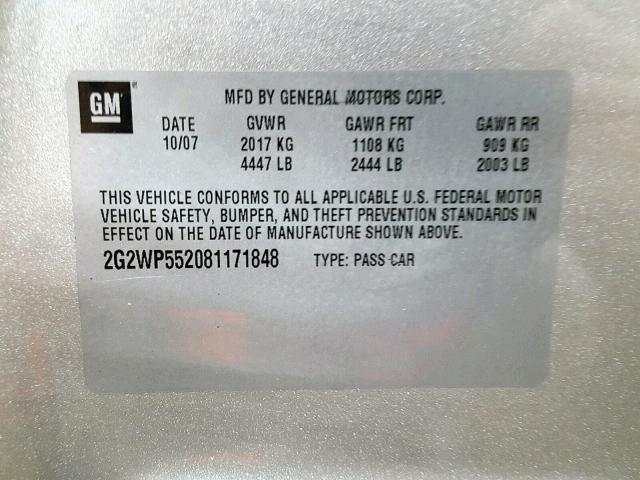 GM
MFD BY GENERAL MOTORS CORP.
DATE GVWR GAWR FRT GAWR RR
10/07 2017 KG 1108 KG 909 KG
4447 LB 2444 LB 2003 LB
THIS VEHICLE CONFORMS TO ALL APPLICABLE U.S. FEDERAL MOTOR
VEHICLE SAFETY, BUMPER, AND THEFT PREVENTION STANDARDS IN
EFFECT ON THE DATE OF MANUFACTURE SHOWN ABOVE.
2G2WP552081171848 TYPE: PASS CAR